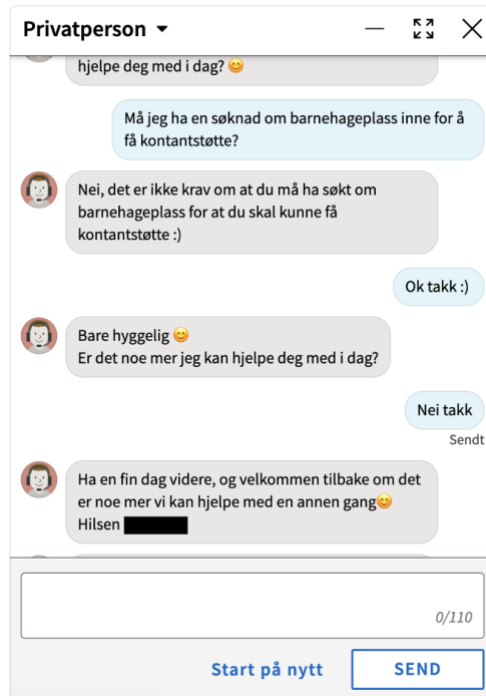 Privatperson
hjelpe deg med i dag? 😊
Må jeg ha en søknad om barnehageplass inne for å
få kontantstøtte?
Nei, det er ikke krav om at du må ha søkt om
barnehageplass for at du skal kunne få
kontantstøtte :)
Ok takk :)
Bare hyggelig 😊
Er det noe mer jeg kan hjelpe deg med i dag?
Nei takk
Sendt
Ha en fin dag videre, og velkommen tilbake om det
er noe mer vi kan hjelpe med en annen gang😊
Hilsen
0/110
Start på nytt
SEND